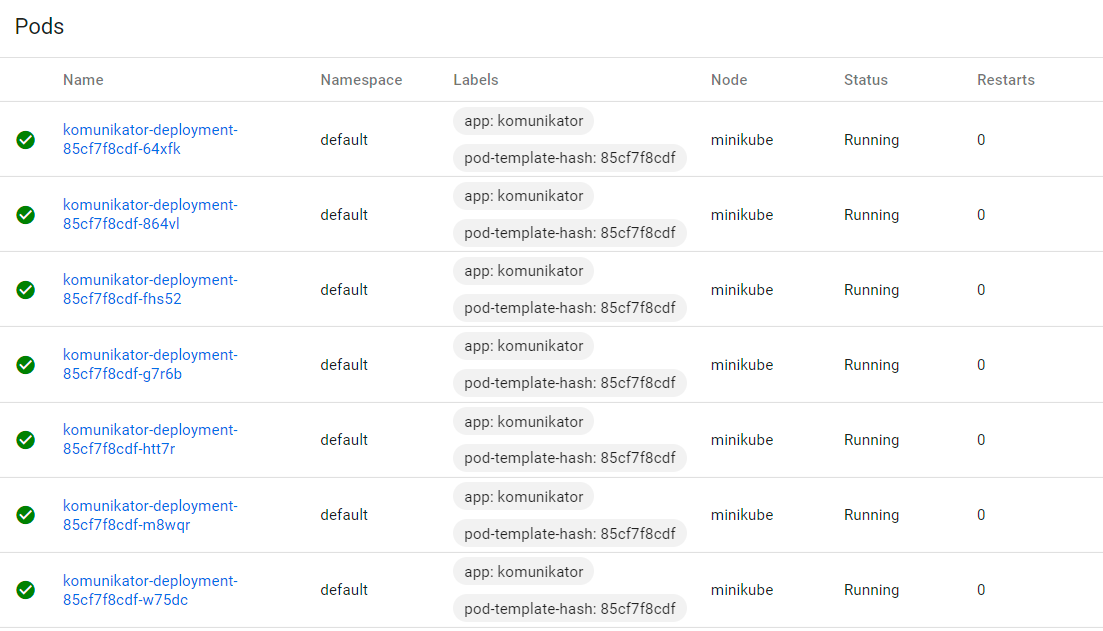 Pods
Name Namespace Labels Node Status Restarts
komunikator-deployment-
85cf7f8cdf-64xfk
default
app: komunikator
pod-template-hash: 85cf7f8cdf
minikube
Running
0
komunikator-deployment-
85cf7f8cdf-864vl
default
app: komunikator
pod-template-hash: 85cf7f8cdf
minikube
Running
0
komunikator-deployment-
85cf7f8cdf-fhs52
default
app: komunikator
pod-template-hash: 85cf7f8cdf
minikube
Running
0
komunikator-deployment-
85cf7f8cdf-g7r6b
default
app: komunikator
pod-template-hash: 85cf7f8cdf
minikube
Running
0
komunikator-deployment-
85cf7f8cdf-htt7r
default
app: komunikator
pod-template-hash: 85cf7f8cdf
minikube
Running
0
komunikator-deployment-
85cf7f8cdf-m8wqr
default
app: komunikator
pod-template-hash: 85cf7f8cdf
minikube
Running
0
komunikator-deployment-
85cf7f8cdf-w75dc
default
app: komunikator
pod-template-hash: 85cf7f8cdf
minikube
Running
0